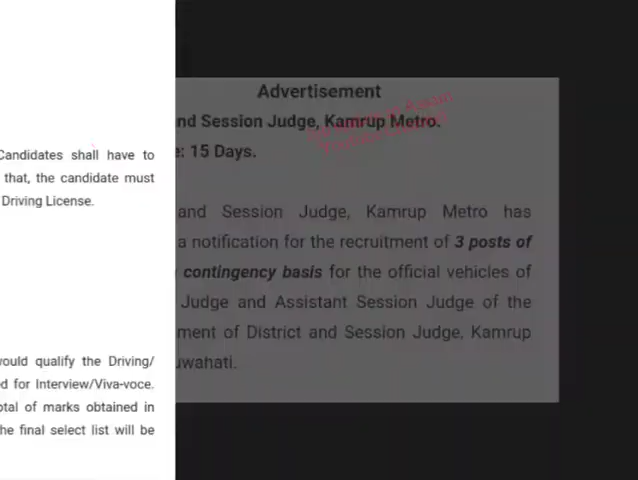 Candidates shall have to
that, the candidate must
Driving License.
would qualify the Driving/
ed for Interview/Viva-voce.
otal of marks obtained in
he final select list will be
Advertisement
nd Session Judge, Kamrup Metro.
e: 15 Days.
and Session Judge, Kamrup Metro has
a notification for the recruitment of 3 posts of
contingency basis for the official vehicles of
Judge and Assistant Session Judge of the
ment of District and Session Judge, Kamrup
uwahati.